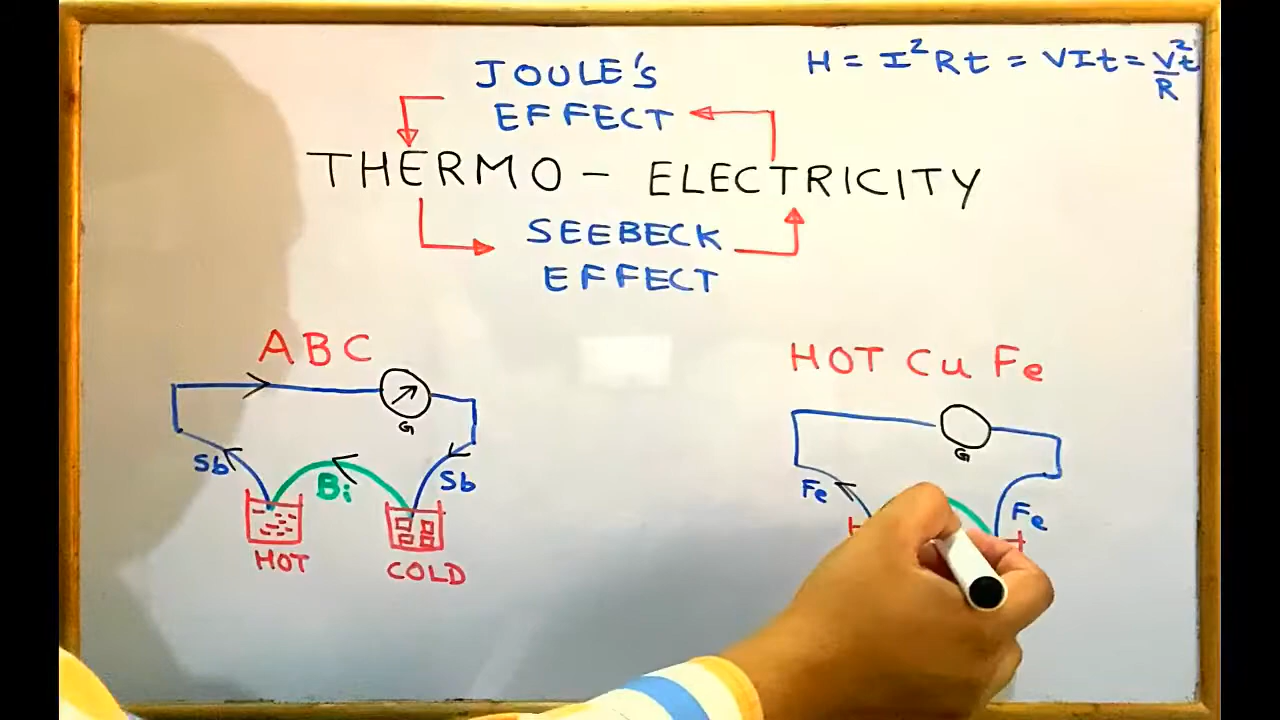 H = I²Rt = VIt = V²t/R
JOULE'S
EFFECT
THERMO - ELECTRICITY
SEEBECK
EFFECT
ABC
HOT Cu Fe
G
G
Sb
Bi
Sb
Fe
Fe
HOT
COLD